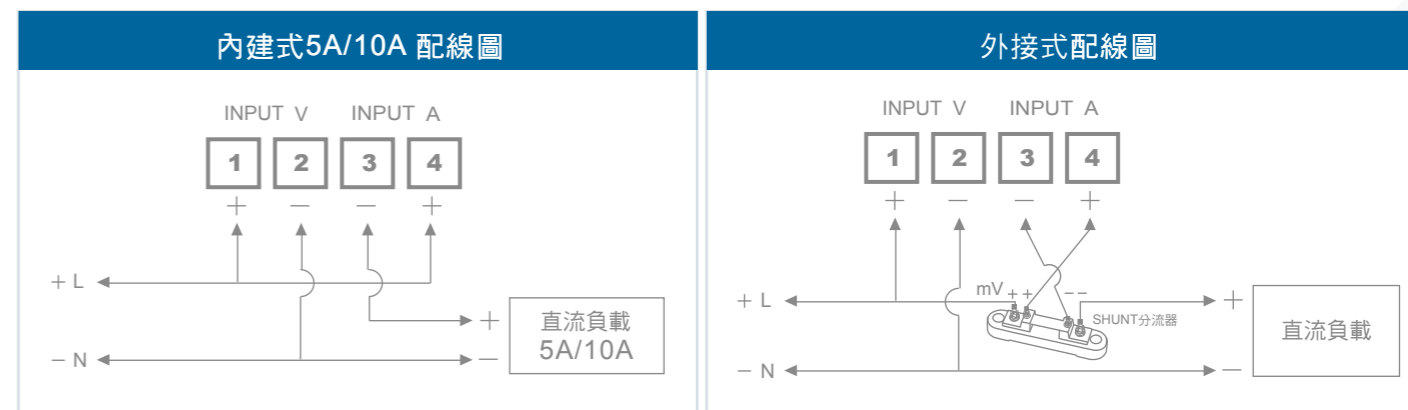 內建式5A/10A 配線圖
INPUT V INPUT A
1 2 3 4
+ − − +
+ L
+
直流負載
5A/10A
− N
−
外接式配線圖
INPUT V INPUT A
1 2 3 4
+ − − +
mV + + − −
+ L
SHUNT分流器
+
直流負載
− N
−